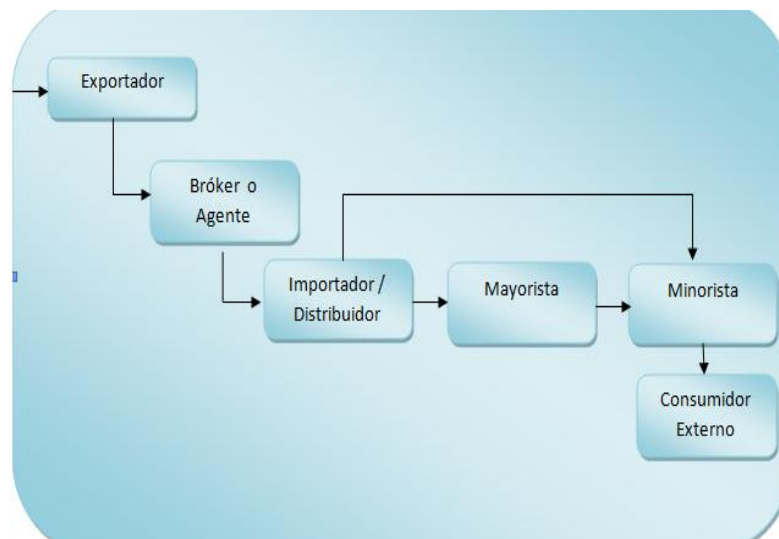 Exportador
Bróker o
Agente
Importador /
Distribuidor
Mayorista
Minorista
Consumidor
Externo